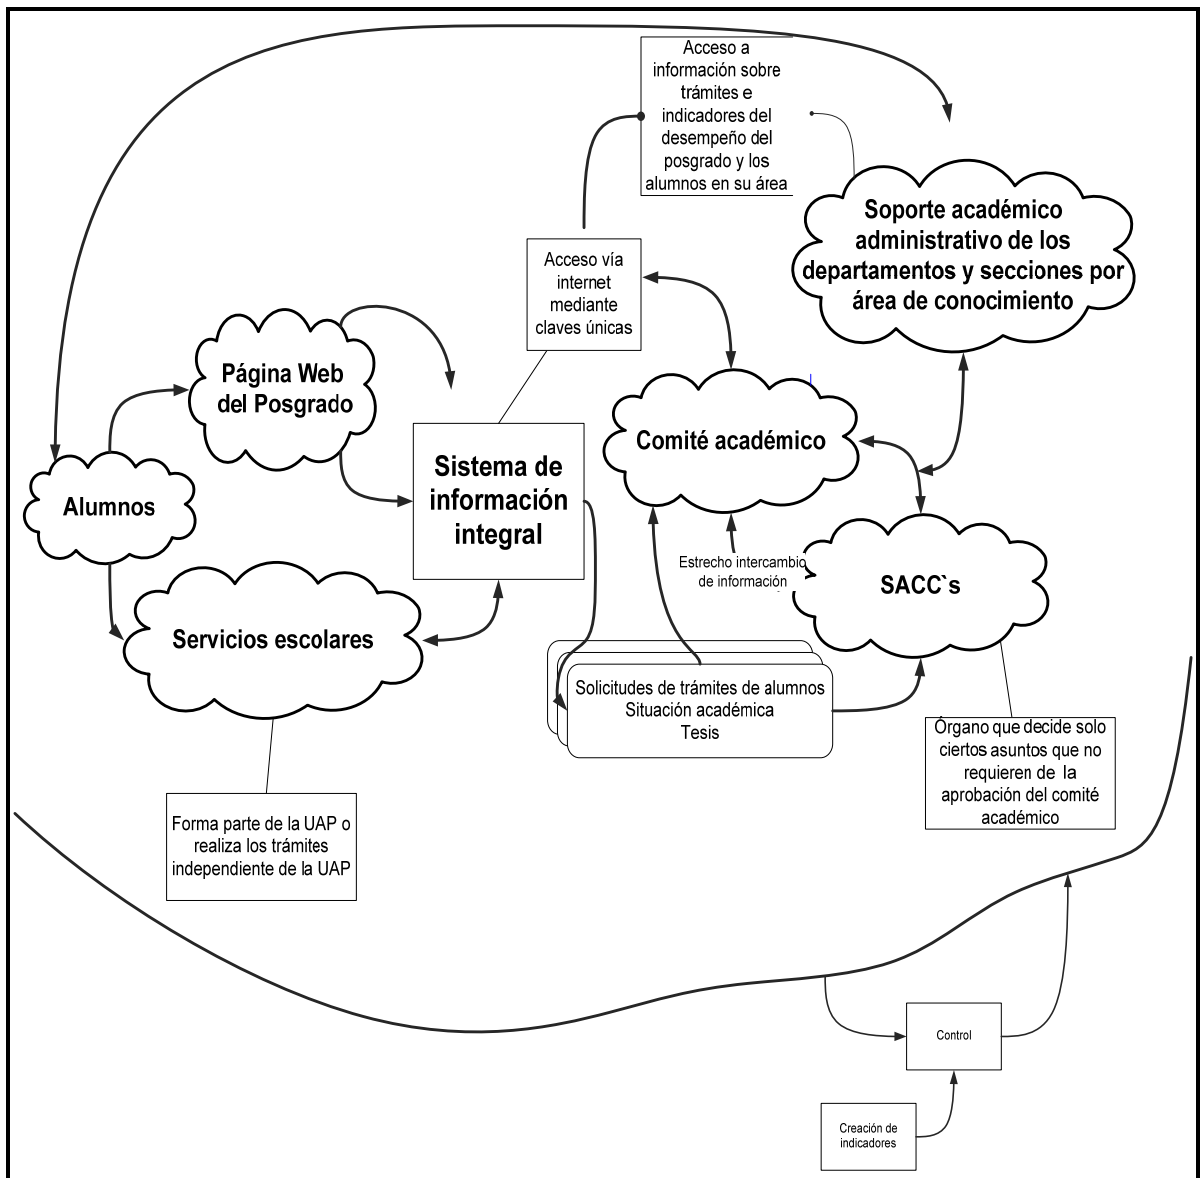 Acceso a
información sobre
trámites e
indicadores del
desempeño del
posgrado y los
alumnos en su área
Soporte académico
administrativo de los
departamentos y secciones por
área de conocimiento
Acceso vía
internet
mediante
claves únicas
Página Web
del Posgrado
Comité académico
Sistema de
información
integral
Alumnos
Estrecho intercambio
de información
SACC`s
Servicios escolares
Solicitudes de trámites de alumnos
Situación académica
Tesis
Órgano que decide solo
ciertos asuntos que no
requieren de la
aprobación del comité
académico
Forma parte de la UAP o
realiza los trámites
independiente de la UAP
Control
Creación de
indicadores